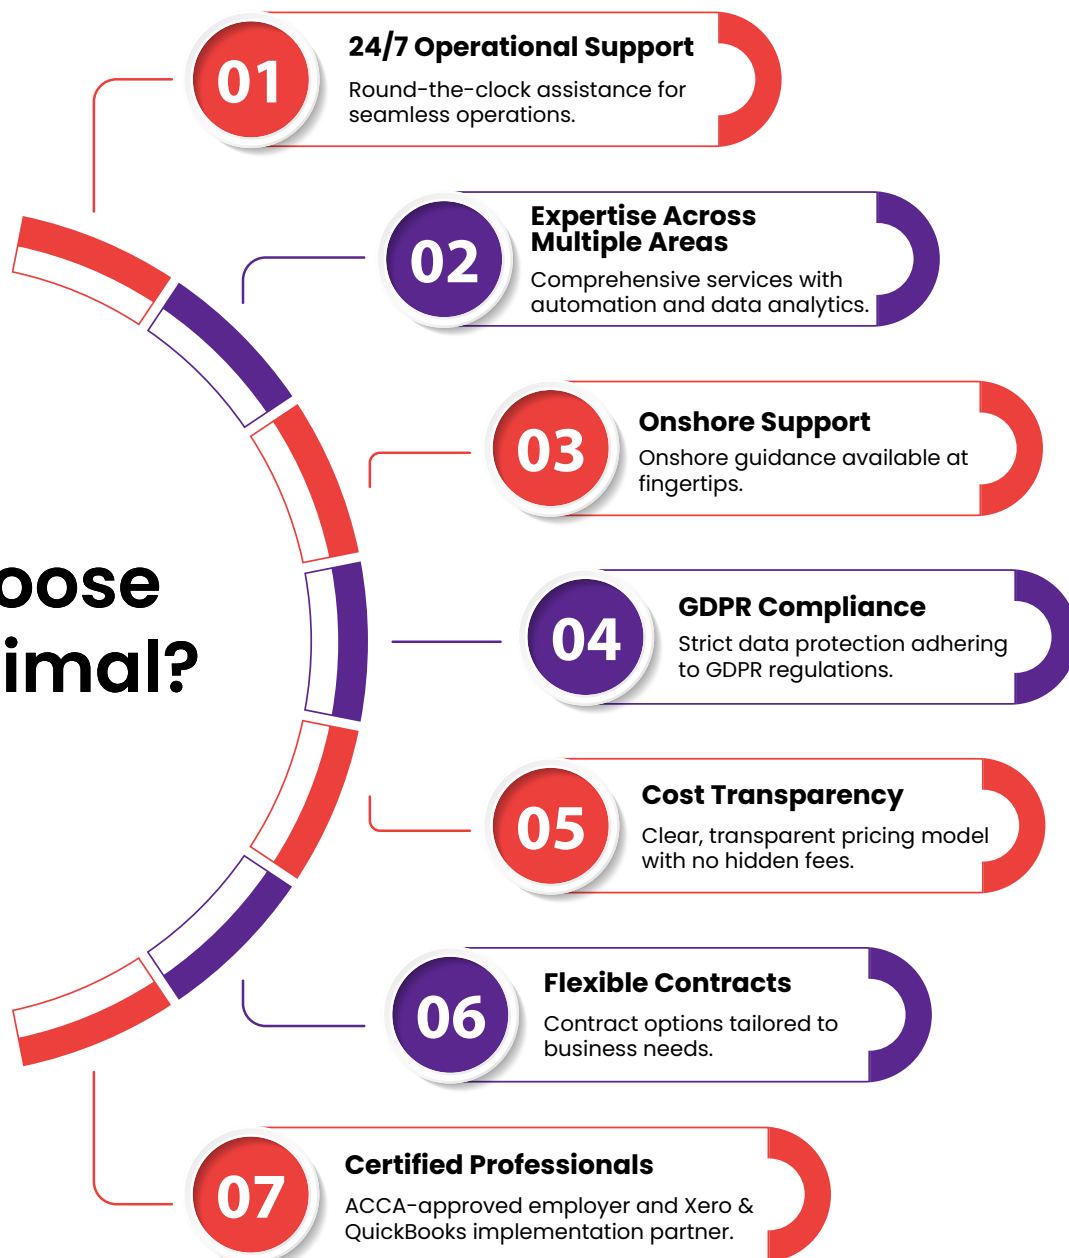 01
24/7 Operational Support
Round-the-clock assistance for
seamless operations.
02
Expertise Across
Multiple Areas
Comprehensive services with
automation and data analytics.
03
Onshore Support
Onshore guidance available at
fingertips.
oose
imal?
04
GDPR Compliance
Strict data protection adhering
to GDPR regulations.
05
Cost Transparency
Clear, transparent pricing model
with no hidden fees.
06
Flexible Contracts
Contract options tailored to
business needs.
07
Certified Professionals
ACCA-approved employer and Xero &
QuickBooks implementation partner.